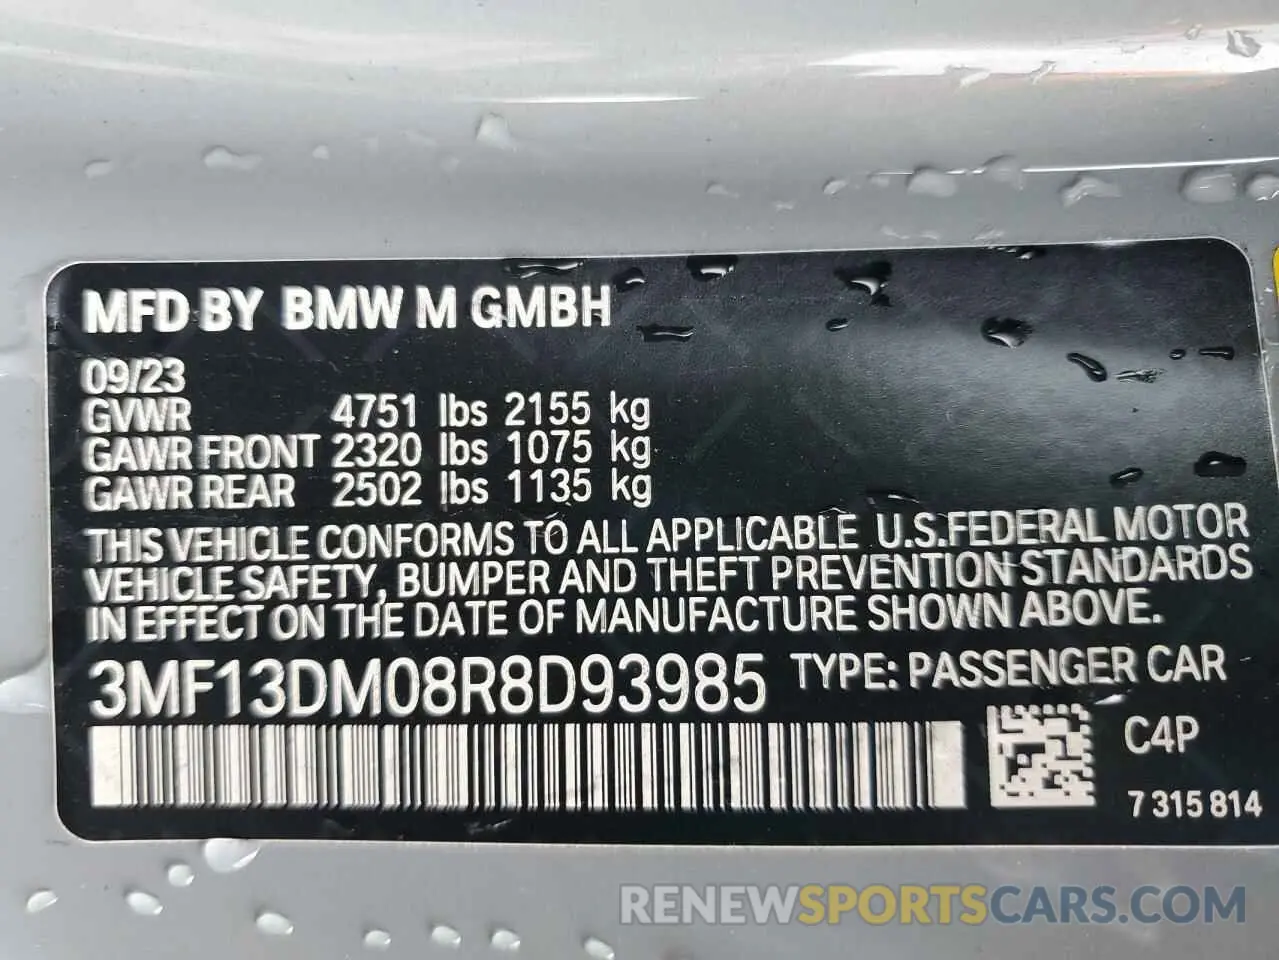 MFD BY BMW M GMBH
09/23
GVWR 4751 lbs 2155 kg
GAWR FRONT 2320 lbs 1075 kg
GAWR REAR 2502 lbs 1135 kg
THIS VEHICLE CONFORMS TO ALL APPLICABLE U.S.FEDERAL MOTOR
VEHICLE SAFETY, BUMPER AND THEFT PREVENTION STANDARDS
IN EFFECT ON THE DATE OF MANUFACTURE SHOWN ABOVE.
3MF13DM08R8D93985 TYPE: PASSENGER CAR
C4P
7 315 814
RENEWSPORTSCARS.COM